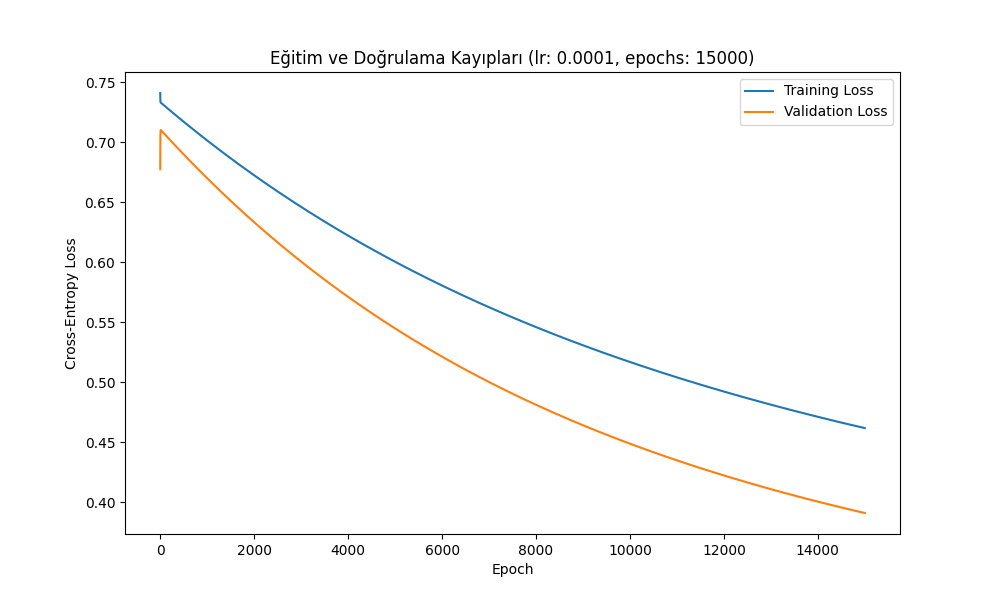 Eğitim ve Doğrulama Kayıpları (lr: 0.0001, epochs: 15000)
Training Loss
Validation Loss
Cross-Entropy Loss
0.75
0.70
0.65
0.60
0.55
0.50
0.45
0.40
0 2000 4000 6000 8000 10000 12000 14000
Epoch